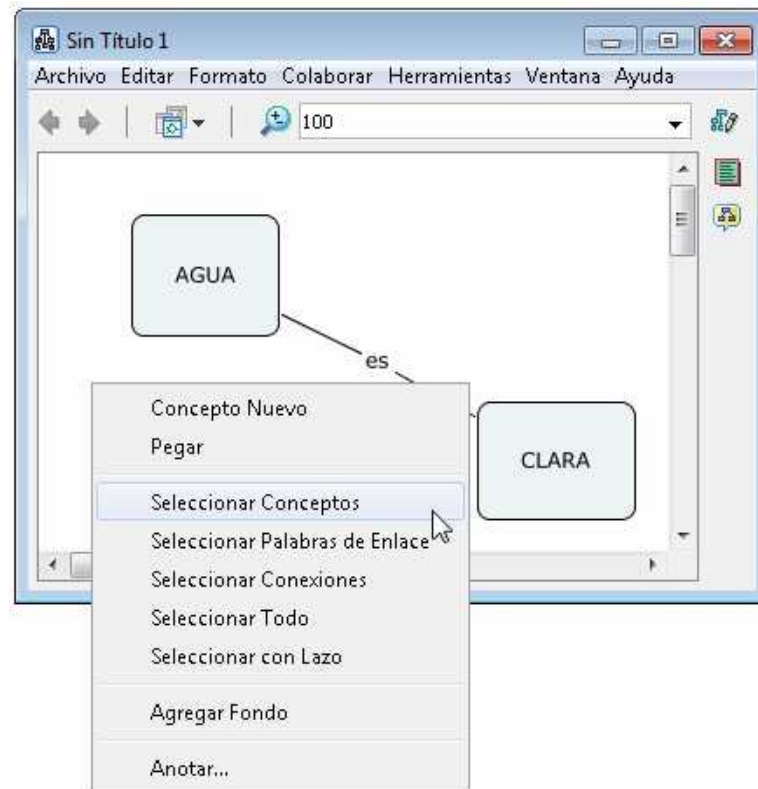 Sin Título 1
Archivo Editar Formato Colaborar Herramientas Ventana Ayuda
100
AGUA
es
CLARA
Concepto Nuevo
Pegar
Seleccionar Conceptos
Seleccionar Palabras de Enlace
Seleccionar Conexiones
Seleccionar Todo
Seleccionar con Lazo
Agregar Fondo
Anotar...